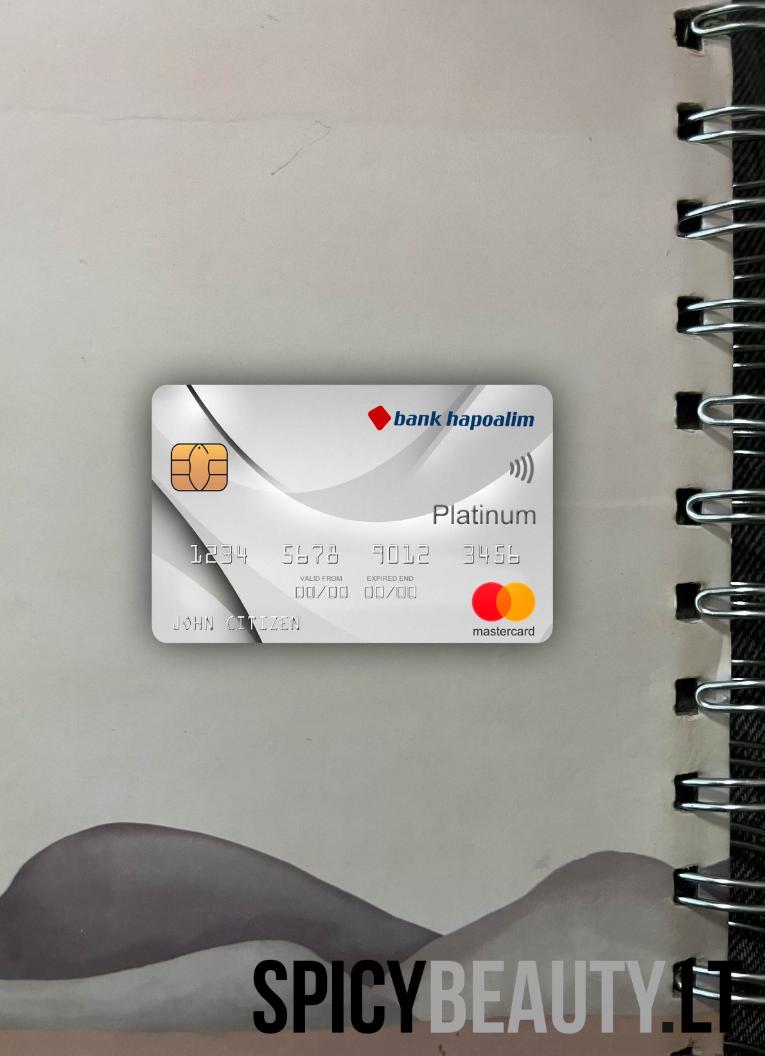 bank hapoalim
Platinum
1234 5678 9012 3456
VALID FROM EXPIRED END
00/00 00/00
JOHN CITIZEN
mastercard
SPICYBEAUTY.LT